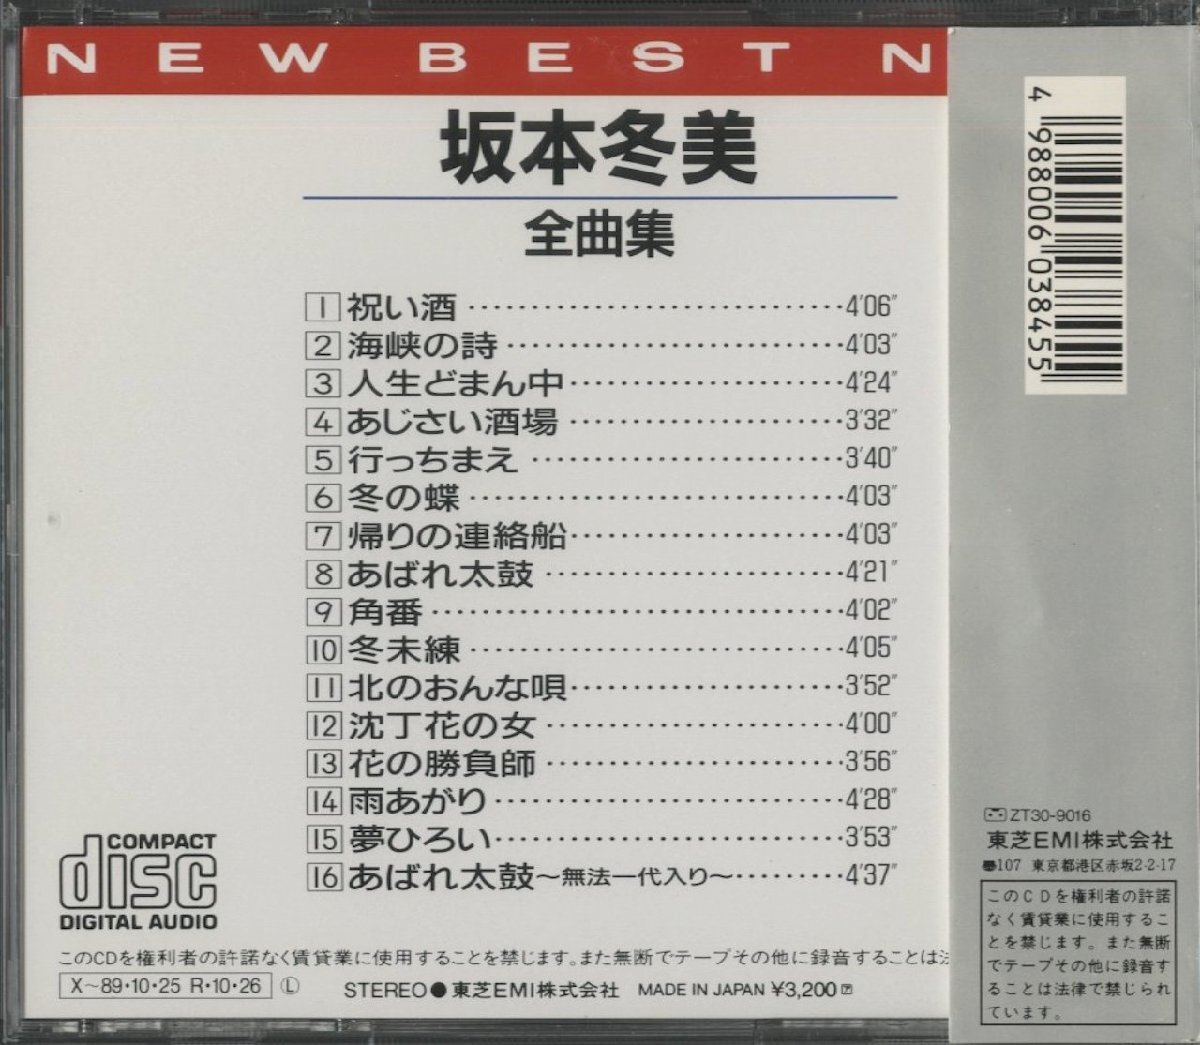 NEW BEST N
坂本冬美
全曲集
1 祝い酒 4'06"
2 海峡の詩 4'03"
3 人生どまん中 4'24"
4 あじさい酒場 3'32"
5 行っちまえ 3'40"
6 冬の蝶 4'03"
7 帰りの連絡船 4'03"
8 あばれ太鼓 4'21"
9 角番 4'02"
10 冬未練 4'05"
11 北のおんな唄 3'52"
12 沈丁花の女 4'00"
13 花の勝負師 3'56"
14 雨あがり 4'28"
15 夢ひろい 3'53"
16 あばれ太鼓～無法一代入り～ 4'37"
COMPACT
disc
DIGITAL AUDIO
このCDを権利者の許諾なく賃貸業に使用することを禁じます。また無断でテープその他に録音することは法
X～89・10・25 R・10・26 Ⓛ STEREO●東芝EMI株式会社 MADE IN JAPAN ¥3,200
4 988006 038455
ZT30-9016
東芝EMI株式会社
107 東京都港区赤坂2-2-17
このCDを権利者の許諾
なく賃貸業に使用するこ
とを禁じます。また無断
でテープその他に録音す
ることは法律で禁じられ
ています。